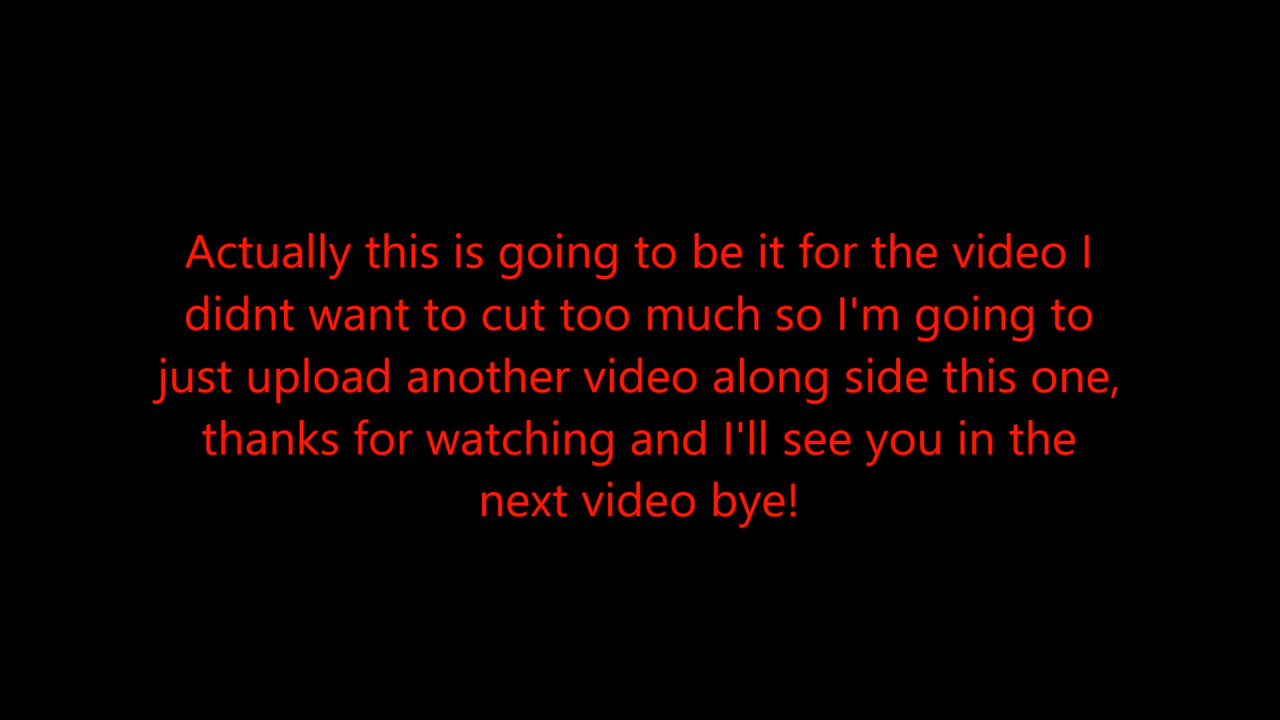 Actually this is going to be it for the video I
didnt want to cut too much so I'm going to
just upload another video along side this one,
thanks for watching and I'll see you in the
next video bye!